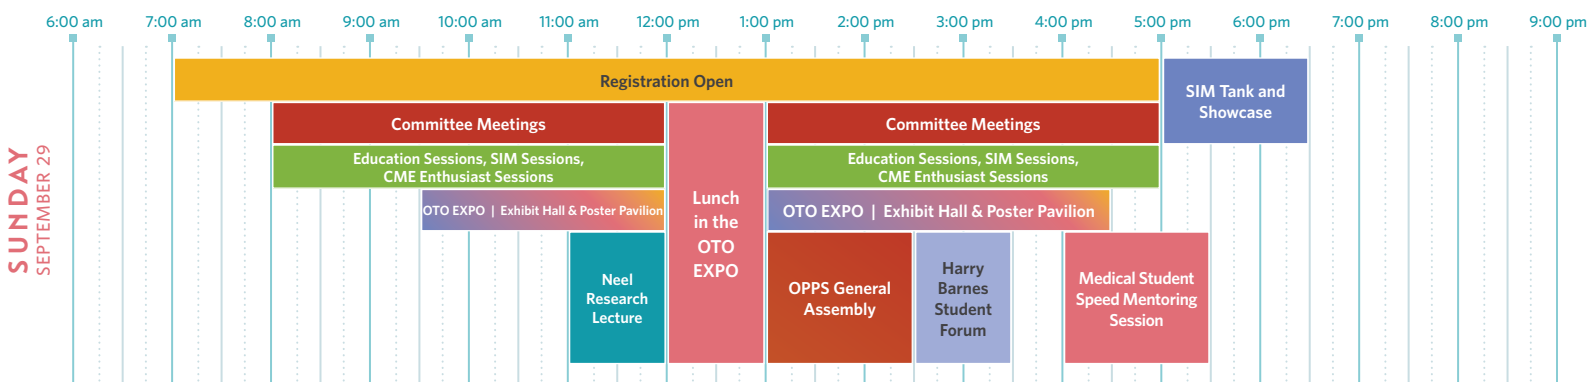 6:00 am 7:00 am 8:00 am 9:00 am 10:00 am 11:00 am 12:00 pm 1:00 pm 2:00 pm 3:00 pm 4:00 pm 5:00 pm 6:00 pm 7:00 pm 8:00 pm 9:00 pm
SUNDAY
SEPTEMBER 29
Registration Open
SIM Tank and
Showcase
Committee Meetings
Committee Meetings
Education Sessions, SIM Sessions,
CME Enthusiast Sessions
Education Sessions, SIM Sessions,
CME Enthusiast Sessions
OTO EXPO | Exhibit Hall & Poster Pavilion
Lunch
in the
OTO
EXPO
OTO EXPO | Exhibit Hall & Poster Pavilion
Neel
Research
Lecture
OPPS General
Assembly
Harry
Barnes
Student
Forum
Medical Student
Speed Mentoring
Session